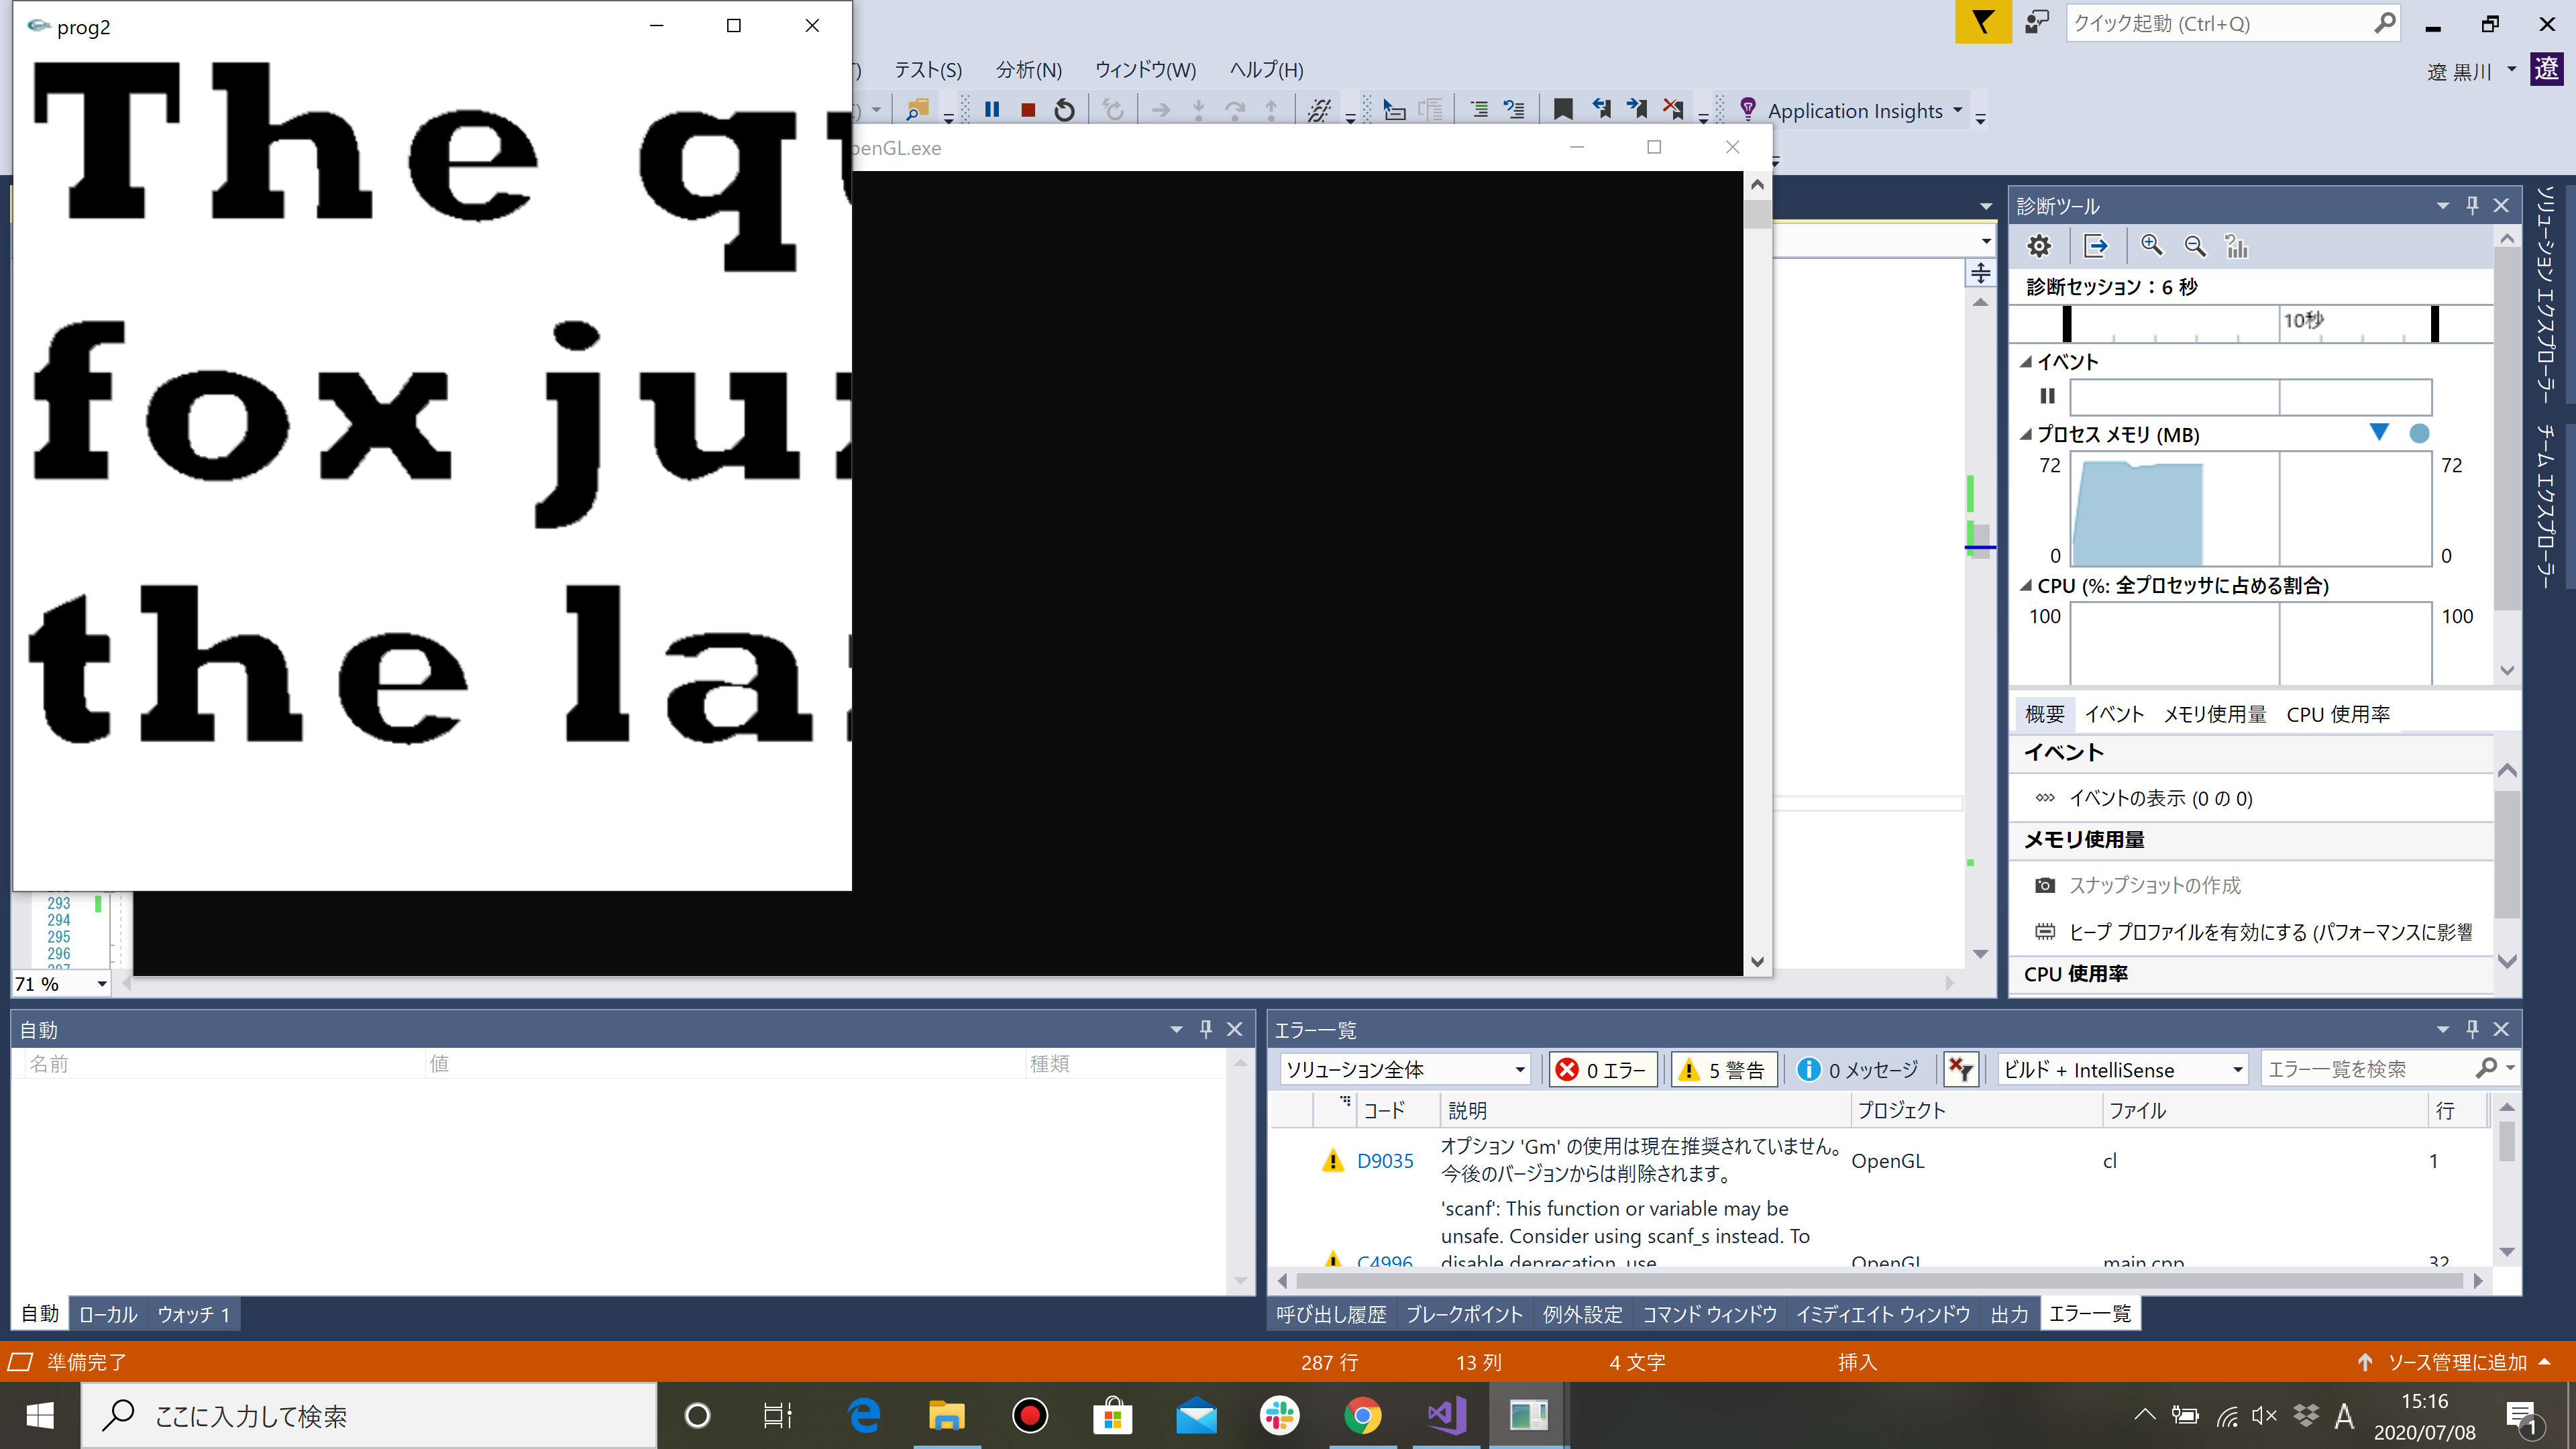 prog2
The q
fox ju
the la
クイック起動 (Ctrl+Q)
テスト(S) 分析(N) ウィンドウ(W) ヘルプ(H)
遼 黒川
遼
Application Insights
penGL.exe
診断ツール
診断セッション：6 秒
10秒
イベント
プロセス メモリ (MB)
72 72
0 0
CPU (%: 全プロセッサに占める割合)
100 100
概要 イベント メモリ使用量 CPU 使用率
イベント
イベントの表示 (0 の 0)
メモリ使用量
スナップショットの作成
ヒープ プロファイルを有効にする (パフォーマンスに影響
CPU 使用率
ソリューション エクスプローラー
チーム エクスプローラー
293
294
295
296
297
71 %
自動
名前 値 種類
自動 ローカル ウォッチ 1
エラー一覧
ソリューション全体 0 エラー 5 警告 0 メッセージ ビルド + IntelliSense エラー一覧を検索
コード 説明 プロジェクト ファイル 行
D9035 オプション 'Gm' の使用は現在推奨されていません。今後のバージョンからは削除されます。 OpenGL cl 1
'scanf': This function or variable may be
unsafe. Consider using scanf_s instead. To
C4996 disable deprecation, use OpenGL main.cpp 32
呼び出し履歴 ブレークポイント 例外設定 コマンド ウィンドウ イミディエイト ウィンドウ 出力 エラー一覧
準備完了 287 行 13 列 4 文字 挿入 ソース管理に追加
ここに入力して検索
A
15:16
2020/07/08
1